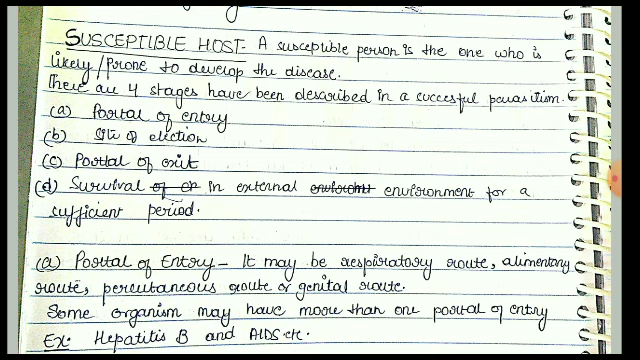 SUSCEPTIBLE HOST- A susceptible person is the one who is
likely/Prone to develop the disease.
There are 4 stages have been described in a succesful parasitism.
(a) Portal of entry
(b) Site of election
(c) Portal of exit
(d) Survival of ex in external environmt environment for a
sufficient period.
(a) Portal of Entry - It may be respiratory route, alimentary
route, percutaneous route or genital route.
Some organism may have more than one portal of entry
Ex. Hepatitis B and AIDS etc.